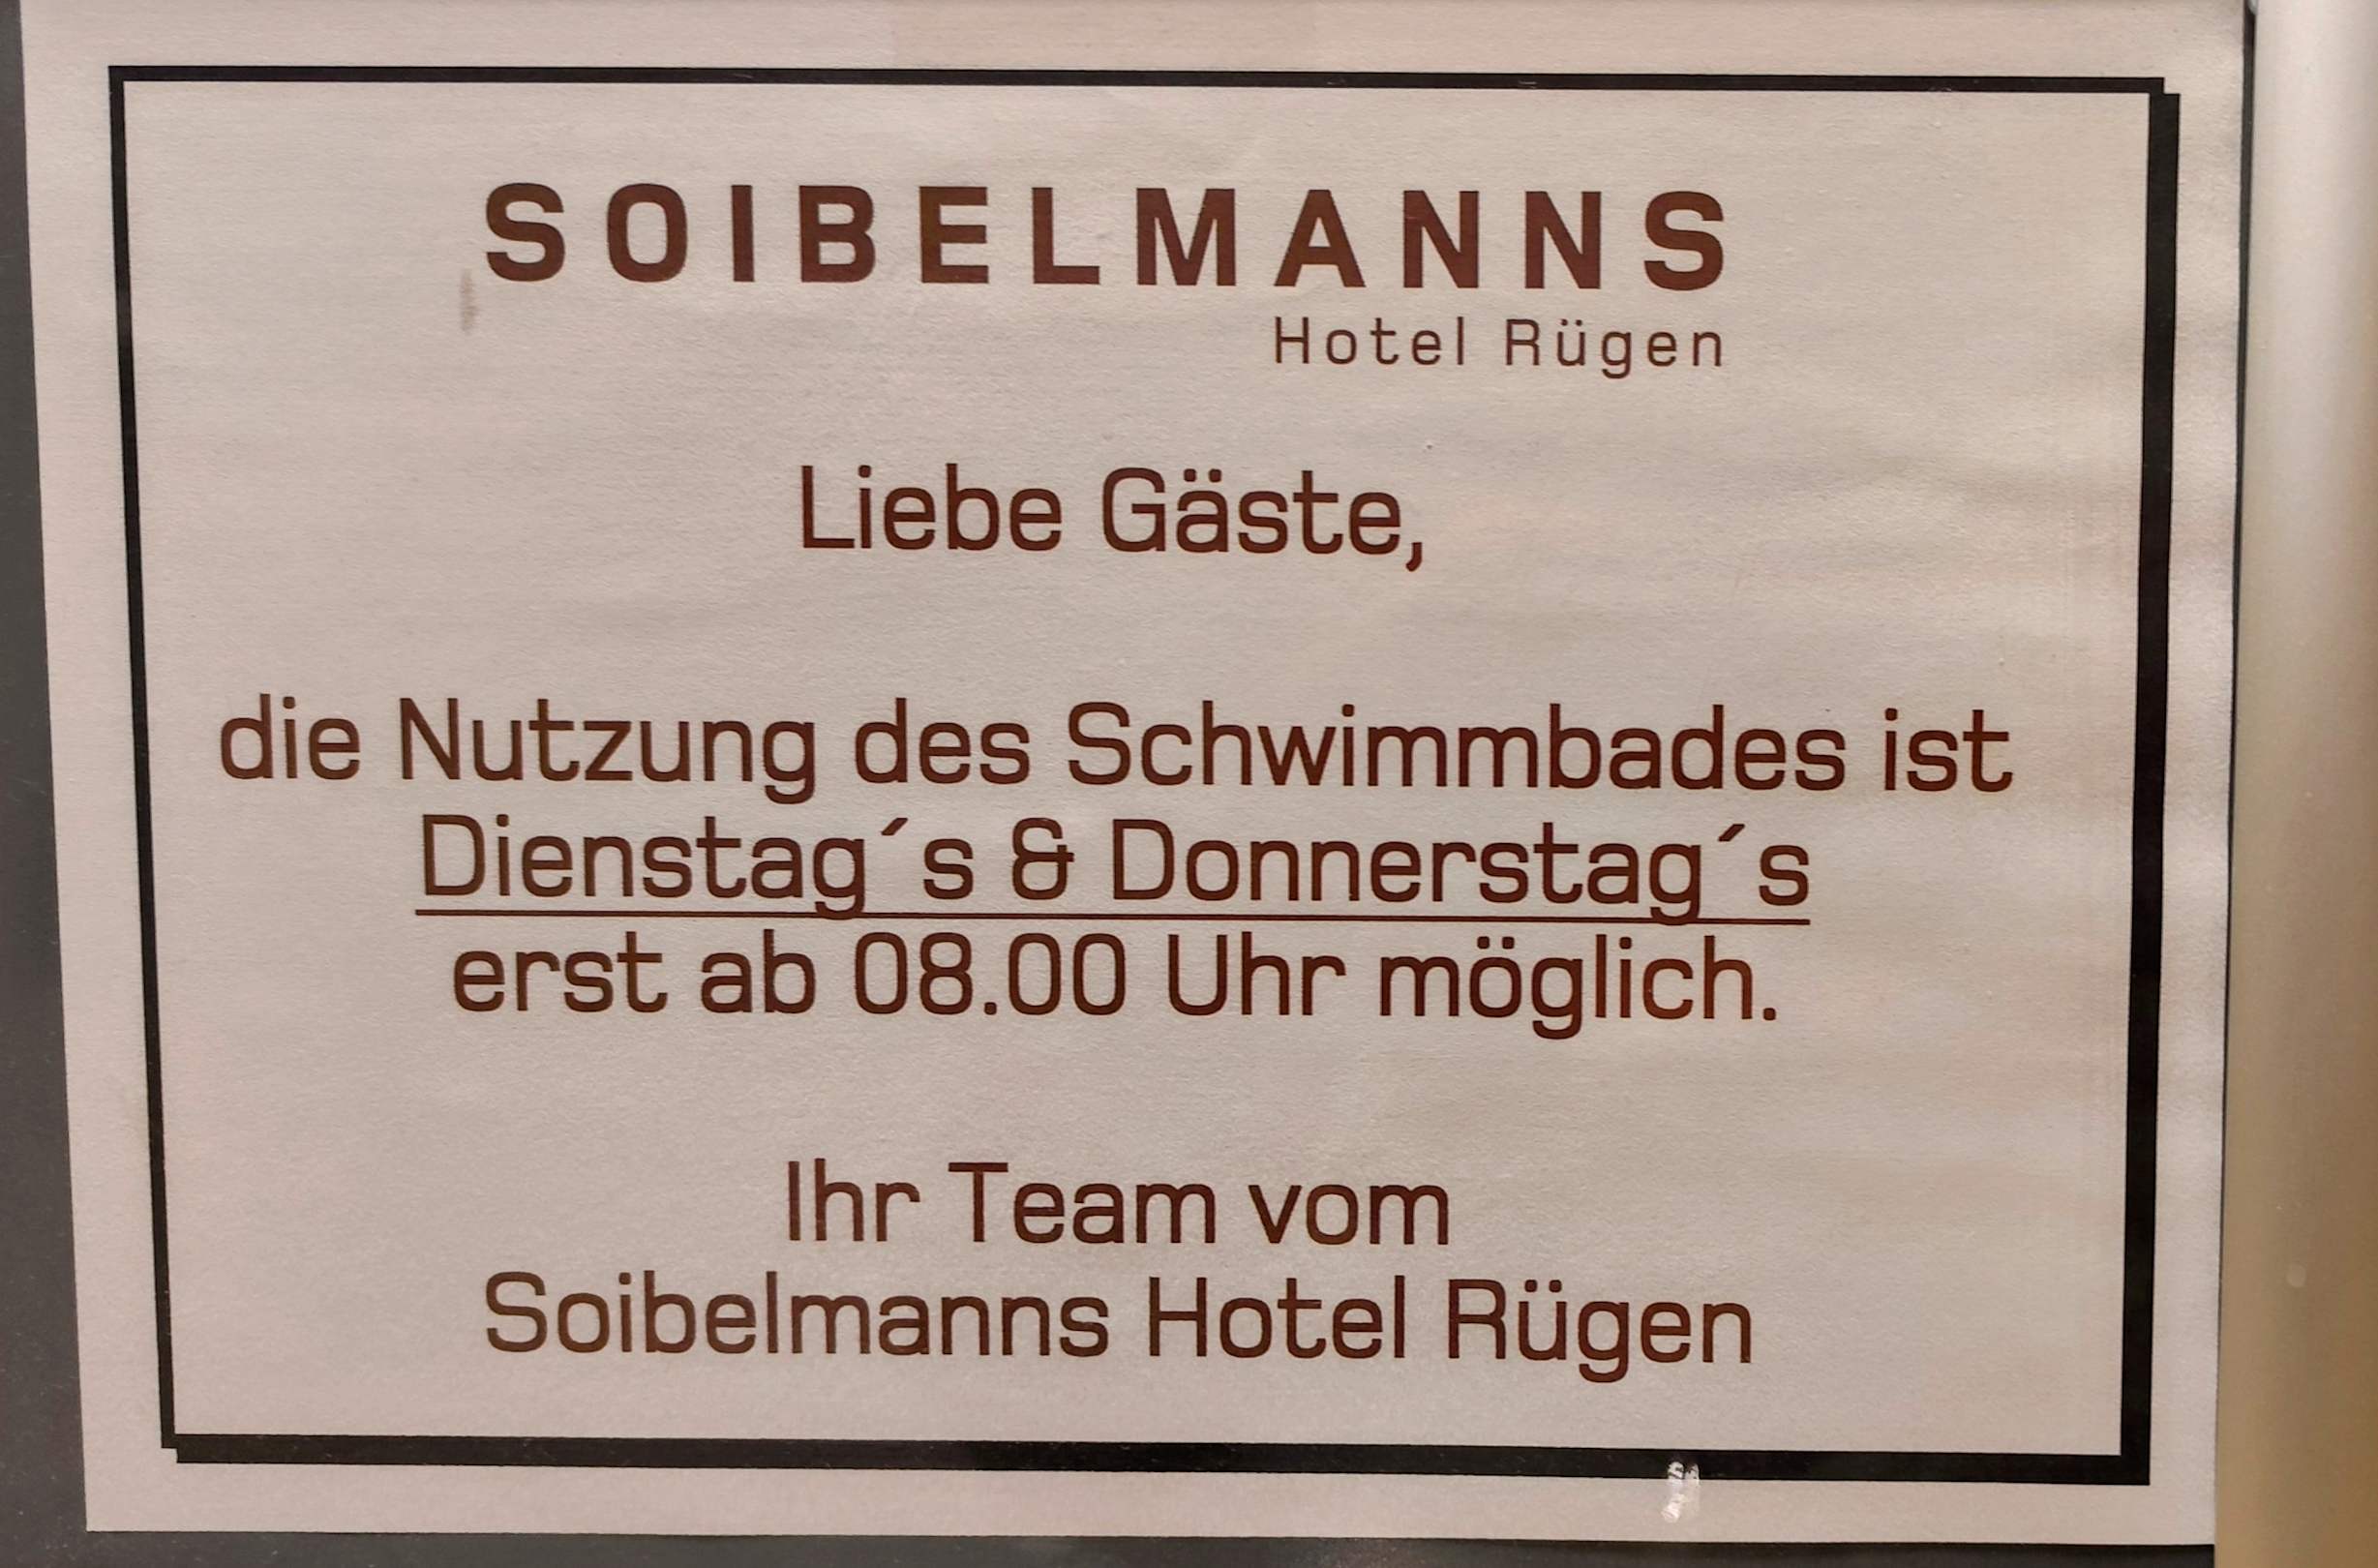 SOIBELMANNS
Hotel Rügen
Liebe Gäste,
die Nutzung des Schwimmbades ist
Dienstag´s & Donnerstag´s
erst ab 08.00 Uhr möglich.
Ihr Team vom
Soibelmanns Hotel Rügen